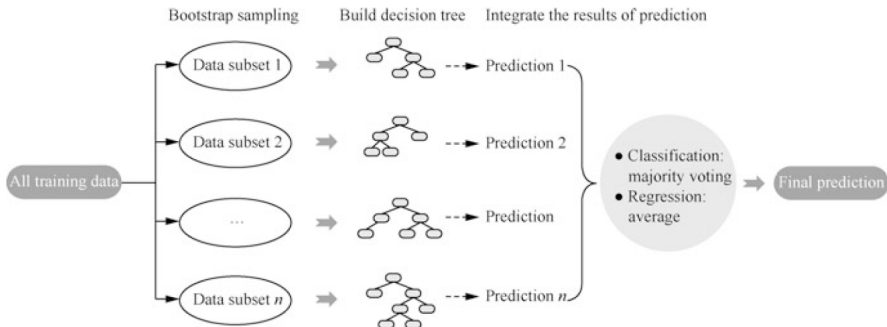 Bootstrap sampling
Build decision tree
Integrate the results of prediction
Data subset 1
Prediction 1
Data subset 2
Prediction 2
All training data
● Classification:
majority voting
● Regression:
average
Final prediction
...
Prediction
Data subset n
Prediction n